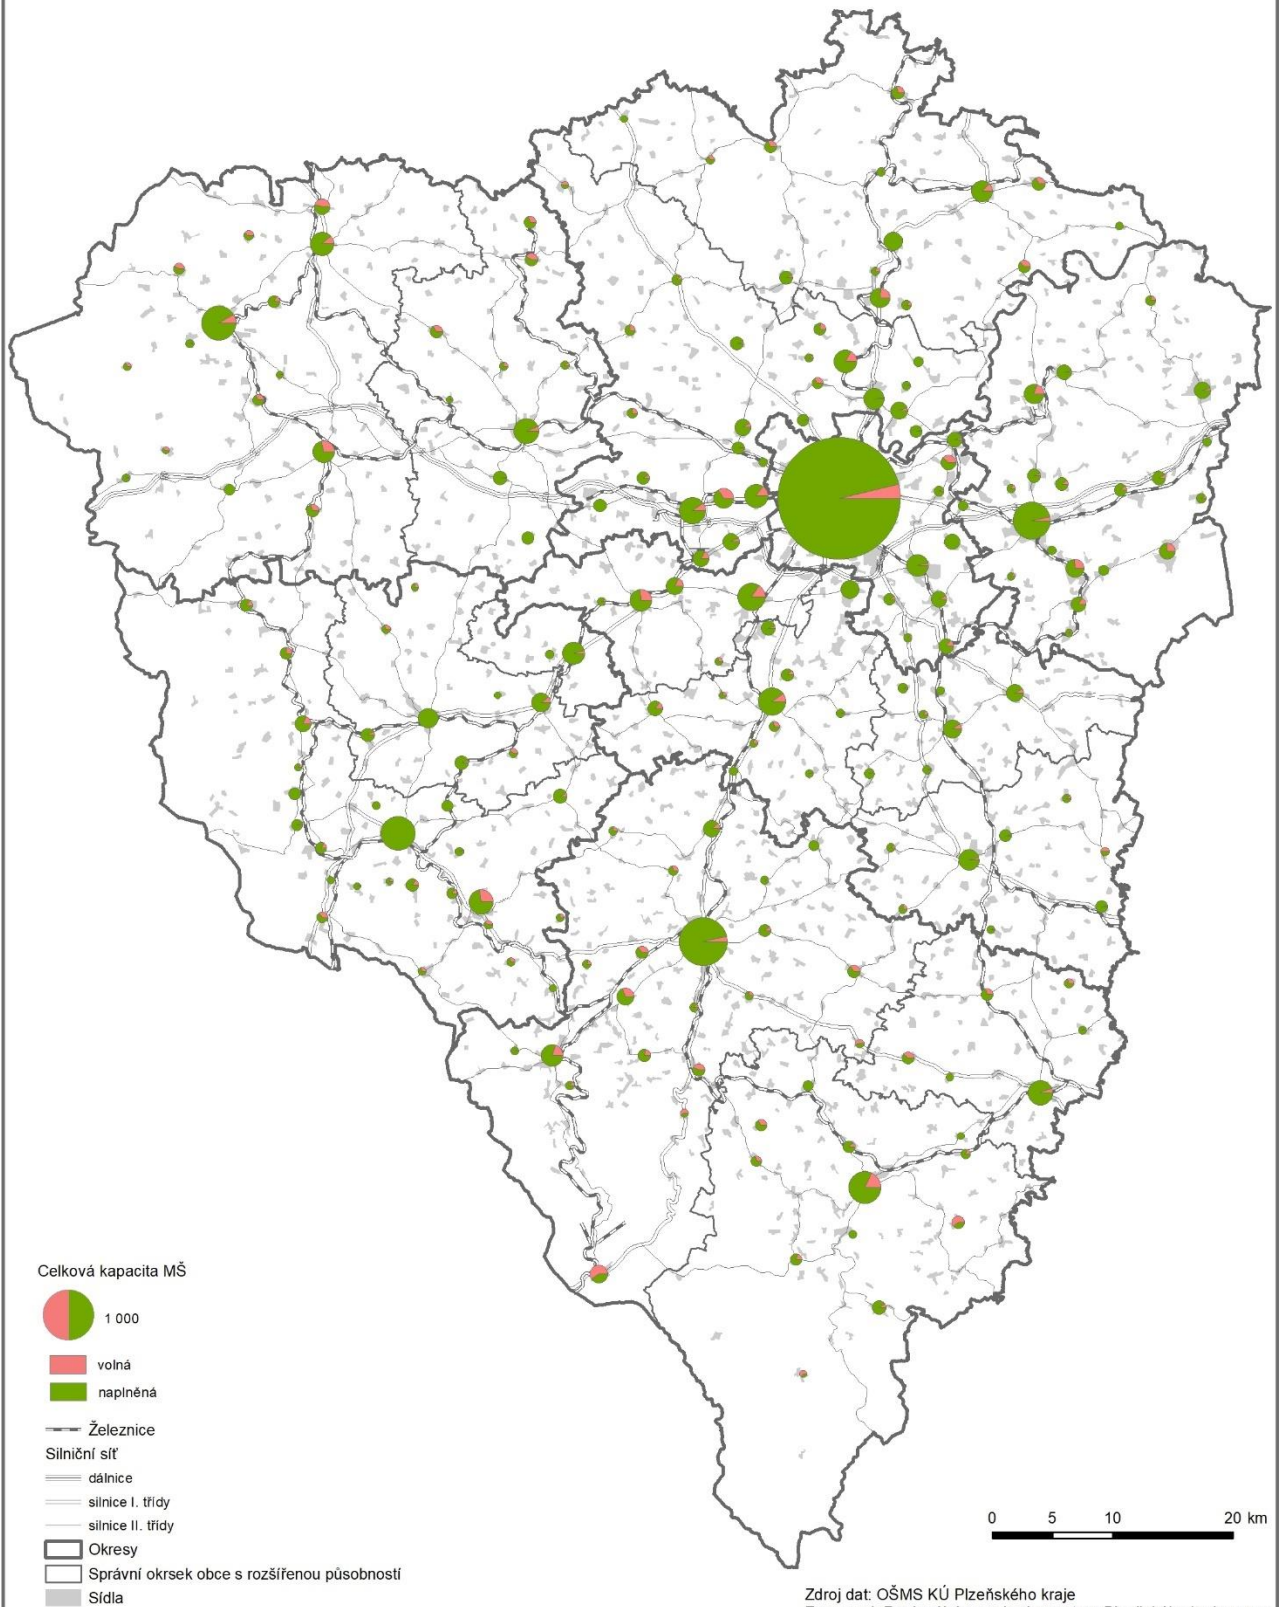 Celková kapacita MŠ
1 000
volná
naplněná
Železnice
Silniční síť
dálnice
silnice I. třídy
silnice II. třídy
Okresy
Správní okrsek obce s rozšířenou působností
Sídla
0 5 10 20 km
Zdroj dat: OŠMS KÚ Plzeňského kraje